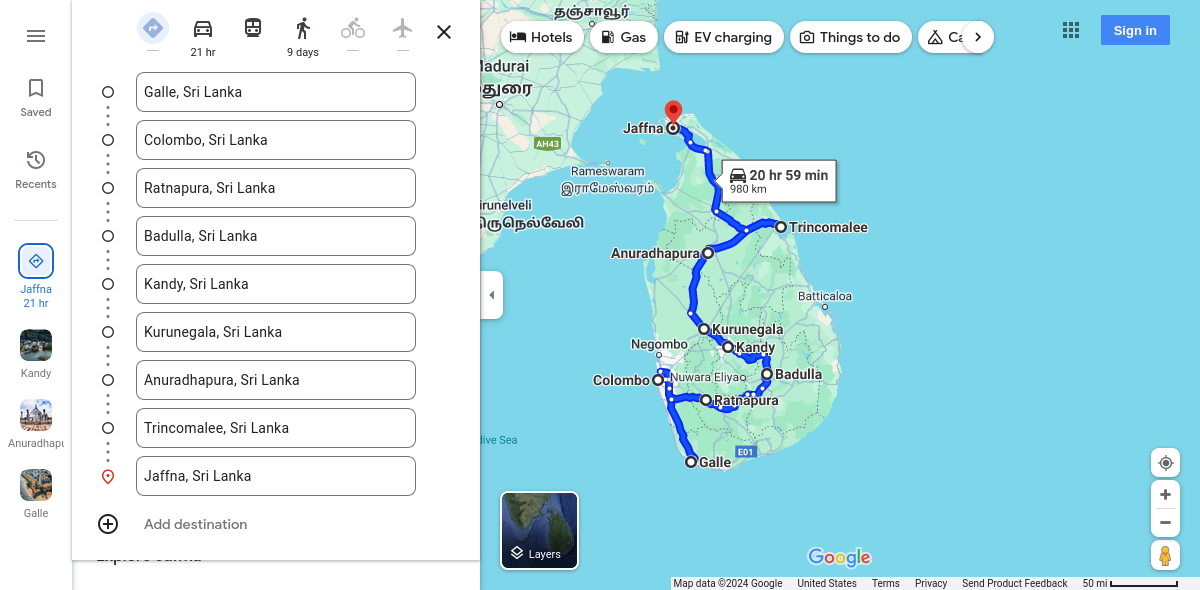 Saved
Recents
Jaffna
21 hr
Kandy
Anuradhapu
Galle
21 hr
9 days
Galle, Sri Lanka
Colombo, Sri Lanka
Ratnapura, Sri Lanka
Badulla, Sri Lanka
Kandy, Sri Lanka
Kurunegala, Sri Lanka
Anuradhapura, Sri Lanka
Trincomalee, Sri Lanka
Jaffna, Sri Lanka
Add destination
Hotels
Gas
EV charging
Things to do
Ca
Sign in
தஞ்சாவூர்
Madurai
துரை
AH43
Jaffna
Rameswaram
இராமேஸ்வரம்
irunelveli
ிருநெல்வேலி
20 hr 59 min
980 km
Trincomalee
Anuradhapura
Batticaloa
Kurunegala
Negombo
Kandy
Colombo
Nuwara Eliya
Badulla
Ratnapura
dive Sea
E01
Galle
Layers
Google
Map data ©2024 Google
United States
Terms
Privacy
Send Product Feedback
50 mi